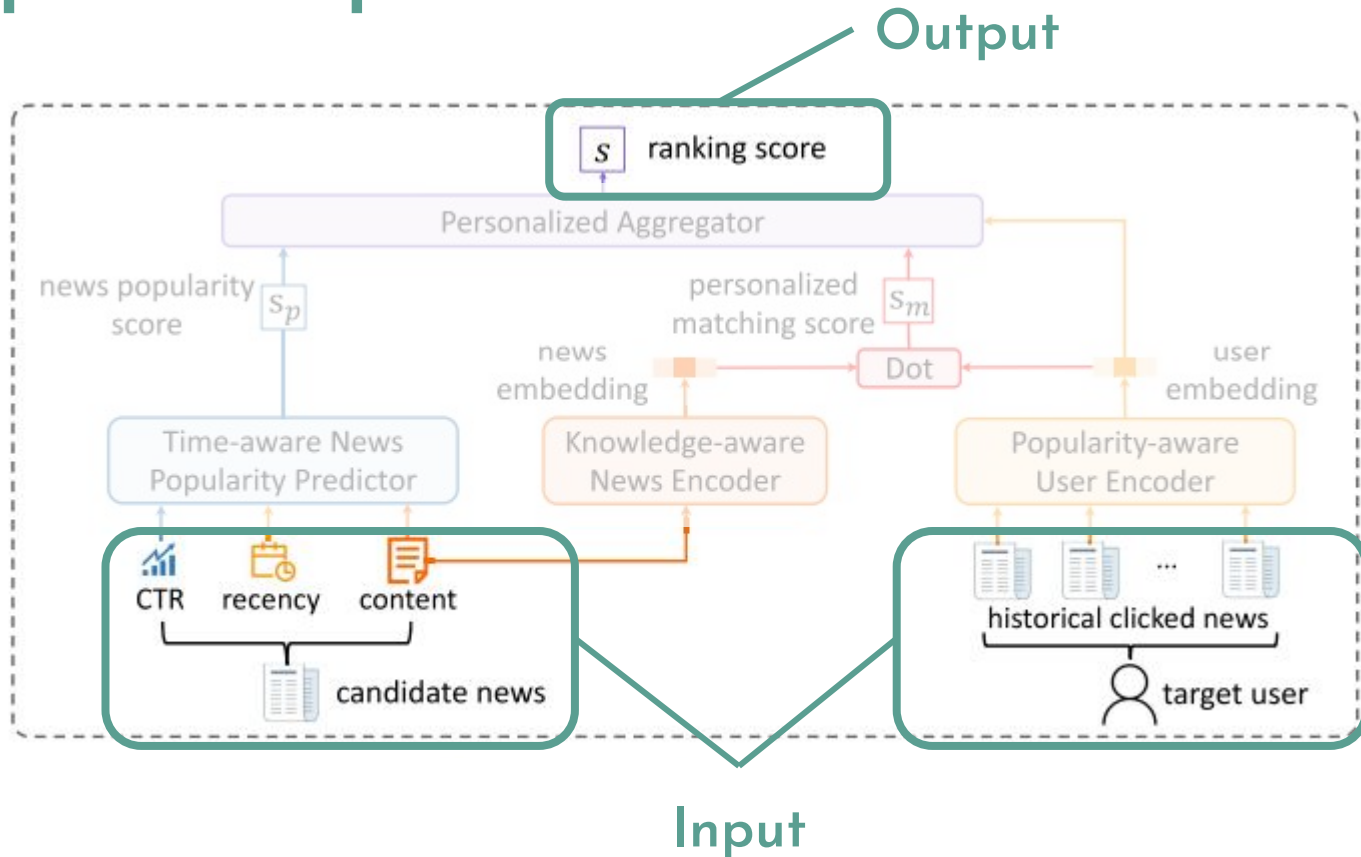 Output
s ranking score
Personalized Aggregator
news popularity
score
Sₚ
personalized
matching score
Sₘ
news
embedding
Dot
user
embedding
Time-aware News
Popularity Predictor
Knowledge-aware
News Encoder
Popularity-aware
User Encoder
CTR recency content
candidate news
...
historical clicked news
target user
Input